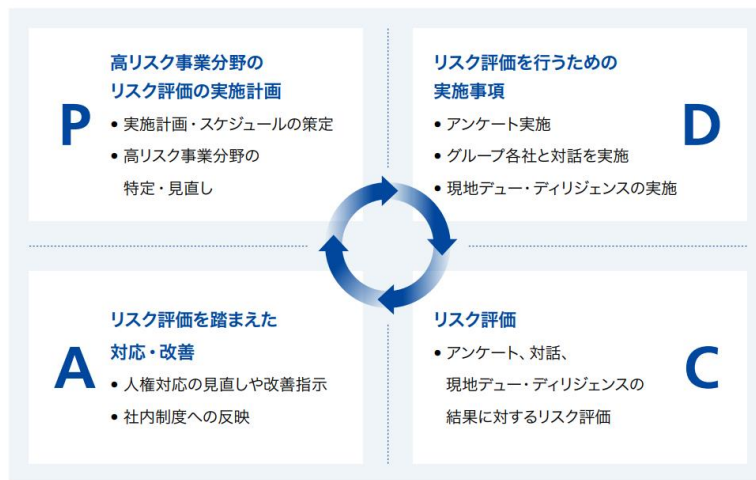 P
高リスク事業分野の
リスク評価の実施計画
• 実施計画・スケジュールの策定
• 高リスク事業分野の
特定・見直し
D
リスク評価を行うための
実施事項
• アンケート実施
• グループ各社と対話を実施
• 現地デュー・ディリジェンスの実施
A
リスク評価を踏まえた
対応・改善
• 人権対応の見直しや改善指示
• 社内制度への反映
C
リスク評価
• アンケート、対話、
現地デュー・ディリジェンスの
結果に対するリスク評価